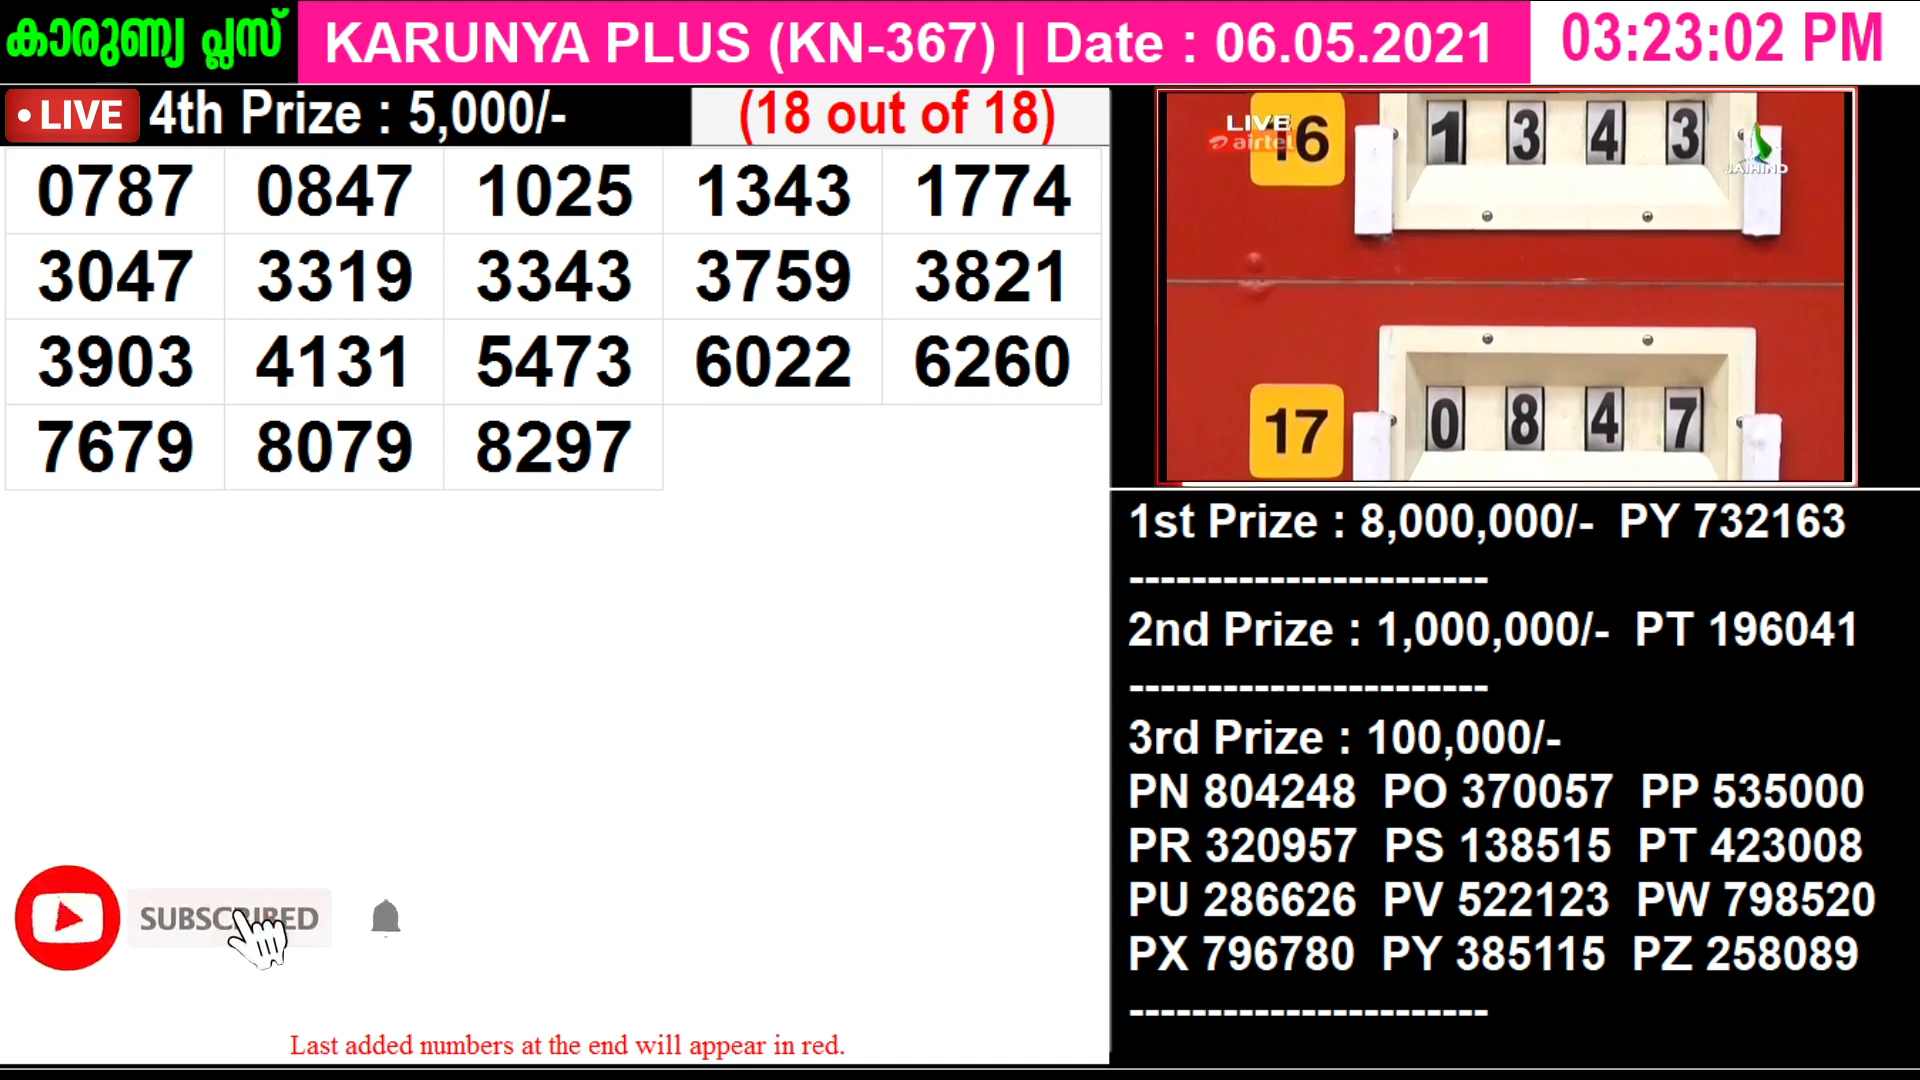 കാരുണ്യ പ്ലസ് KARUNYA PLUS (KN-367) | Date : 06.05.2021 03:23:02 PM
• LIVE 4th Prize : 5,000/- (18 out of 18)
0787 0847 1025 1343 1774
3047 3319 3343 3759 3821
3903 4131 5473 6022 6260
7679 8079 8297
LIVE
airtel
16 1 3 4 3
JAIHIND
17 0 8 4 7
1st Prize : 8,000,000/- PY 732163
-----------------------
2nd Prize : 1,000,000/- PT 196041
-----------------------
3rd Prize : 100,000/-
PN 804248 PO 370057 PP 535000
PR 320957 PS 138515 PT 423008
PU 286626 PV 522123 PW 798520
PX 796780 PY 385115 PZ 258089
-----------------------
SUBSCRIBED
Last added numbers at the end will appear in red.